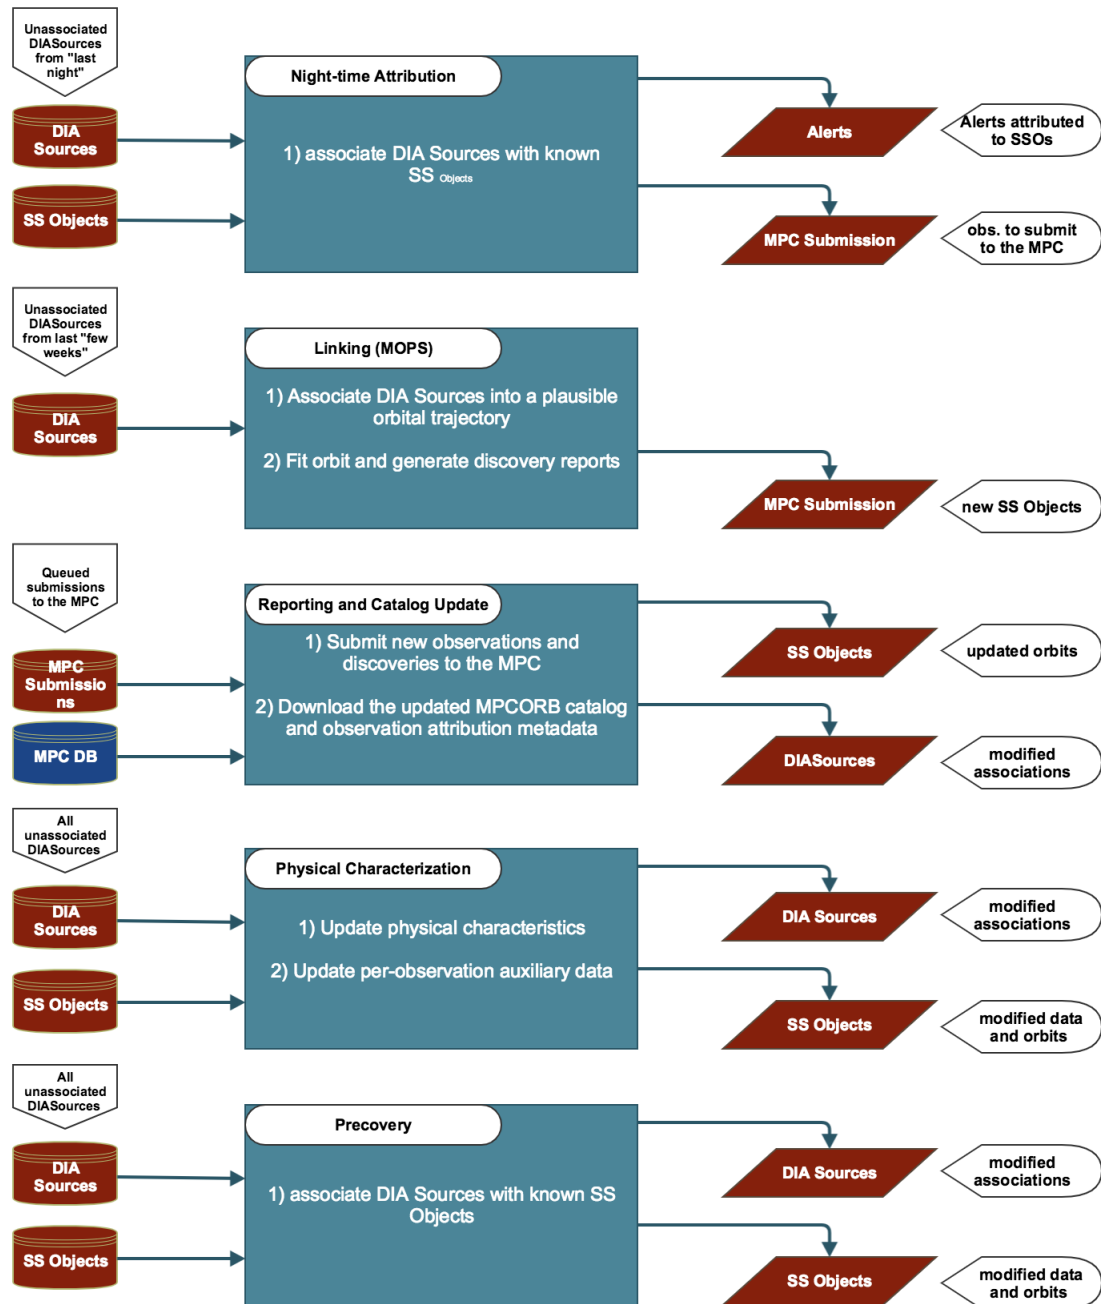 Unassociated
DIASources
from "last
night"
DIA
Sources
SS Objects
Night-time Attribution
1) associate DIA Sources with known
SS Objects
Alerts
Alerts attributed
to SSOs
MPC Submission
obs. to submit
to the MPC
Unassociated
DIASources
from last "few
weeks"
DIA
Sources
Linking (MOPS)
1) Associate DIA Sources into a plausible
orbital trajectory
2) Fit orbit and generate discovery reports
MPC Submission
new SS Objects
Queued
submissions
to the MPC
MPC
Submissio
ns
MPC DB
Reporting and Catalog Update
1) Submit new observations and
discoveries to the MPC
2) Download the updated MPCORB catalog
and observation attribution metadata
SS Objects
updated orbits
DIASources
modified
associations
All
unassociated
DIASources
DIA
Sources
SS Objects
Physical Characterization
1) Update physical characteristics
2) Update per-observation auxiliary data
DIA Sources
modified
associations
SS Objects
modified data
and orbits
All
unassociated
DIASources
DIA
Sources
SS Objects
Precovery
1) associate DIA Sources with known SS
Objects
DIA Sources
modified
associations
SS Objects
modified data
and orbits